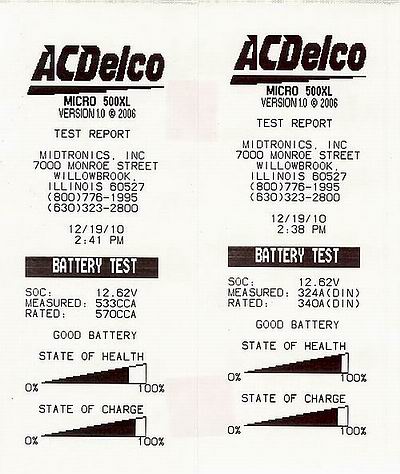 ACDelco
MICRO 500XL
VERSION 1.0 © 2006
TEST REPORT
MIDTRONICS, INC
7000 MONROE STREET
WILLOWBROOK,
ILLINOIS 60527
(800)776-1995
(630)323-2800
12/19/10
2:41 PM
BATTERY TEST
SOC: 12.62V
MEASURED: 533CCA
RATED: 570CCA
GOOD BATTERY
STATE OF HEALTH
0% 100%
STATE OF CHARGE
0% 100%
ACDelco
MICRO 500XL
VERSION 1.0 © 2006
TEST REPORT
MIDTRONICS, INC
7000 MONROE STREET
WILLOWBROOK,
ILLINOIS 60527
(800)776-1995
(630)323-2800
12/19/10
2:38 PM
BATTERY TEST
SOC: 12.62V
MEASURED: 324A(DIN)
RATED: 340A(DIN)
GOOD BATTERY
STATE OF HEALTH
0% 100%
STATE OF CHARGE
0% 100%